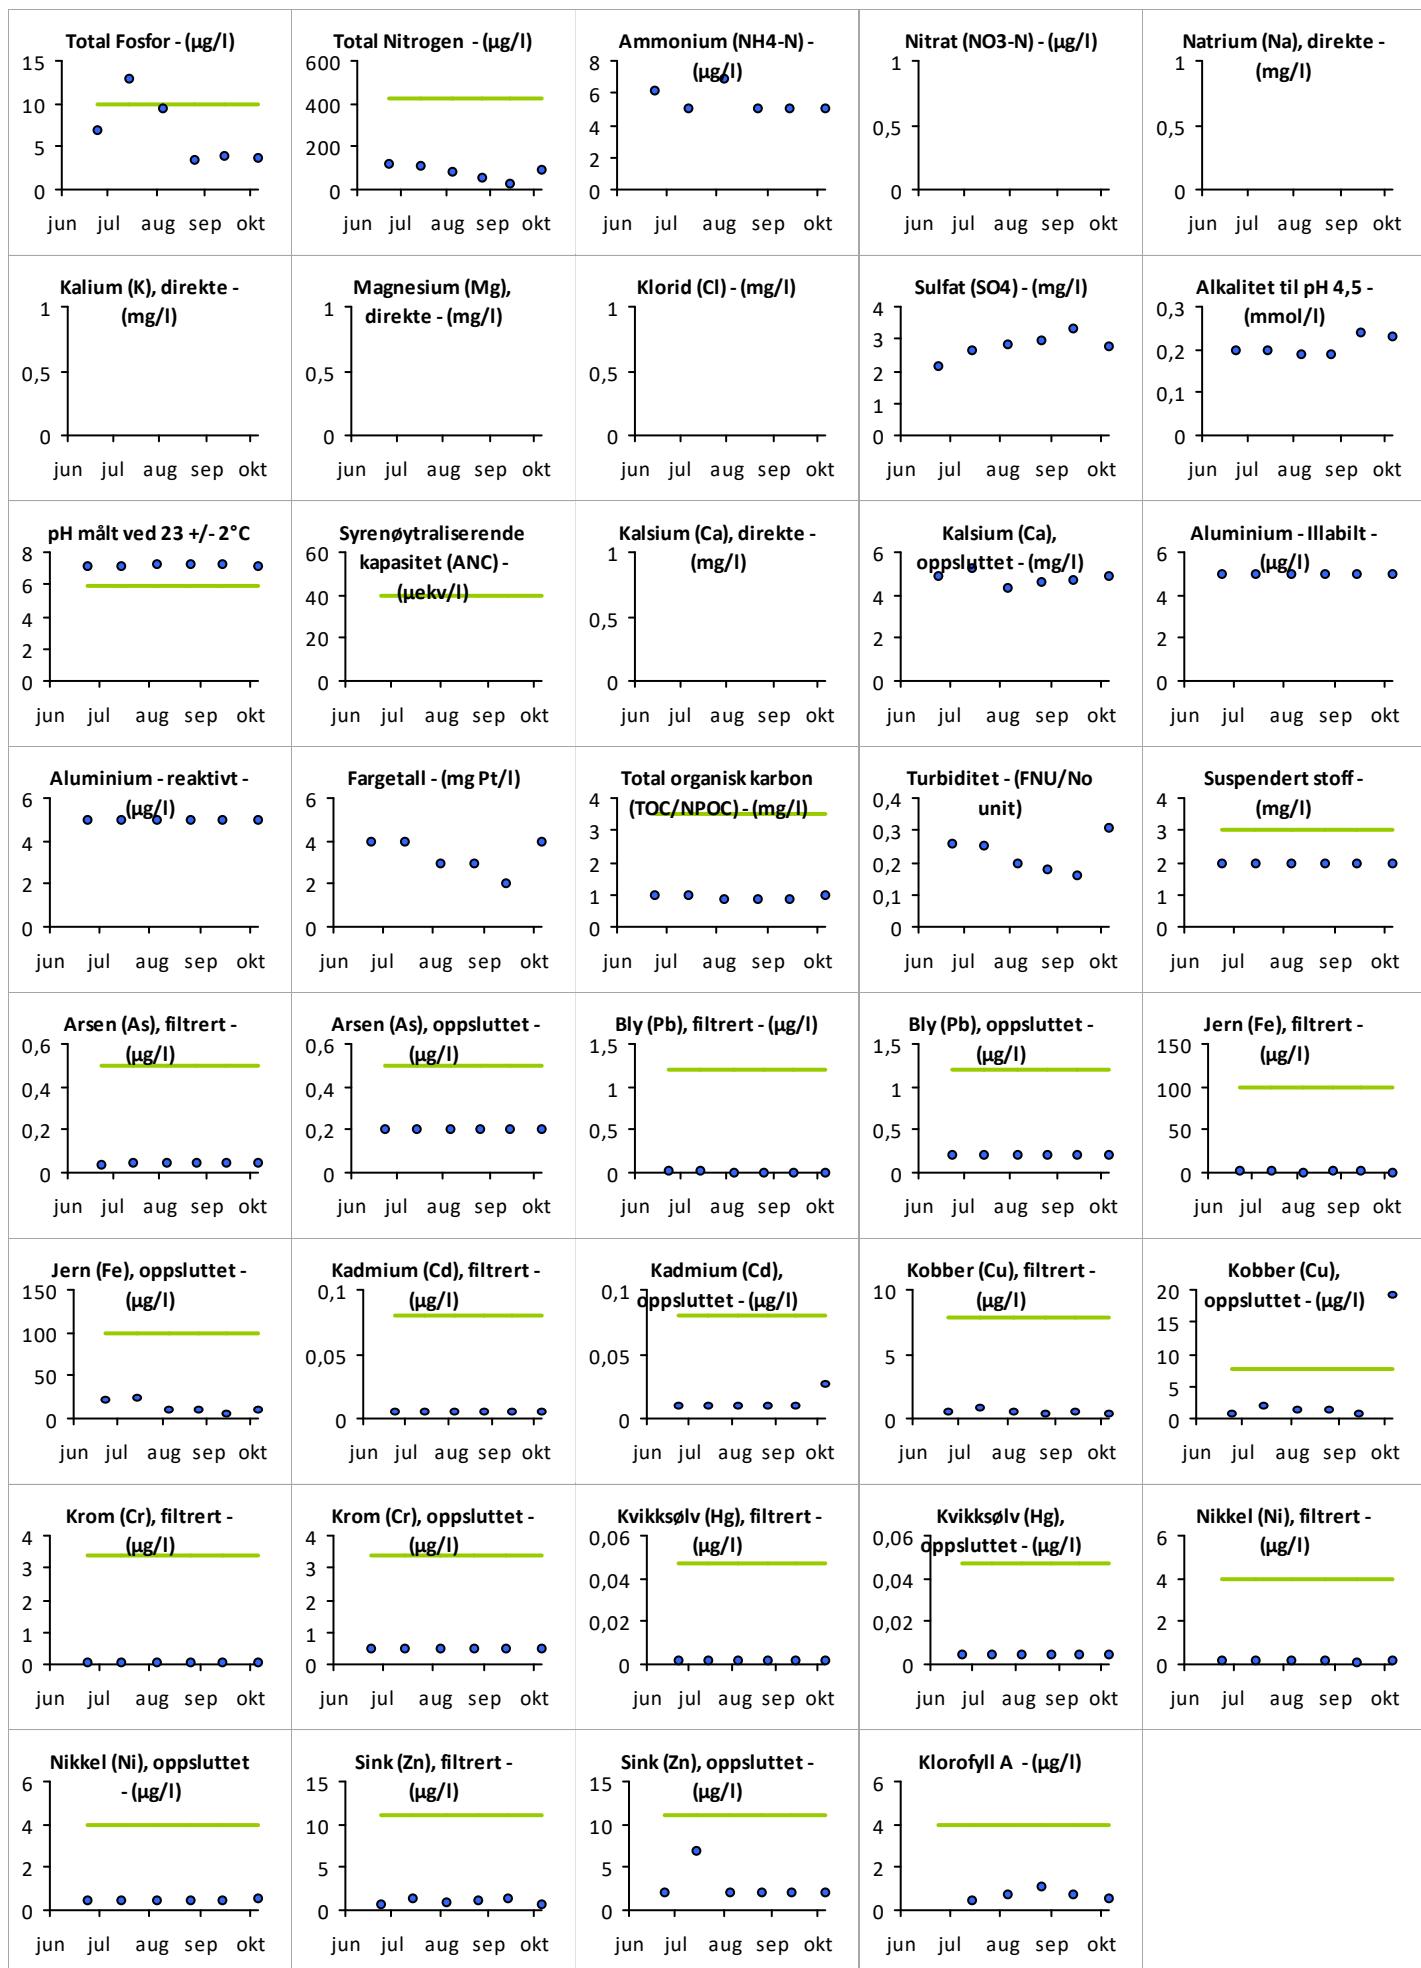 Total Fosfor - (µg/l)
15
10
5
0
jun jul aug sep okt
Total Nitrogen - (µg/l)
600
400
200
0
jun jul aug sep okt
Ammonium (NH4-N) -
(µg/l)
8
6
4
2
0
jun jul aug sep okt
Nitrat (NO3-N) - (µg/l)
1
0,5
0
jun jul aug sep okt
Natrium (Na), direkte -
(mg/l)
1
0,5
0
jun jul aug sep okt
Kalium (K), direkte -
(mg/l)
1
0,5
0
jun jul aug sep okt
Magnesium (Mg),
direkte - (mg/l)
1
0,5
0
jun jul aug sep okt
Klorid (Cl) - (mg/l)
1
0,5
0
jun jul aug sep okt
Sulfat (SO4) - (mg/l)
4
3
2
1
0
jun jul aug sep okt
Alkalitet til pH 4,5 -
(mmol/l)
0,3
0,2
0,1
0
jun jul aug sep okt
pH målt ved 23 +/- 2°C
8
6
4
2
0
jun jul aug sep okt
Syrenøytraliserende
kapasitet (ANC) -
(µekv/l)
60
40
20
0
jun jul aug sep okt
Kalsium (Ca), direkte -
(mg/l)
1
0,5
0
jun jul aug sep okt
Kalsium (Ca),
oppsluttet - (mg/l)
6
4
2
0
jun jul aug sep okt
Aluminium - Illabilt -
(µg/l)
6
4
2
0
jun jul aug sep okt
Aluminium - reaktivt -
(µg/l)
6
4
2
0
jun jul aug sep okt
Fargetall - (mg Pt/l)
6
4
2
0
jun jul aug sep okt
Total organisk karbon
(TOC/NPOC) - (mg/l)
4
3
2
1
0
jun jul aug sep okt
Turbiditet - (FNU/No
unit)
0,4
0,3
0,2
0,1
0
jun jul aug sep okt
Suspendert stoff -
(mg/l)
4
3
2
1
0
jun jul aug sep okt
Arsen (As), filtrert -
(µg/l)
0,6
0,4
0,2
0
jun jul aug sep okt
Arsen (As), oppsluttet -
(µg/l)
0,6
0,4
0,2
0
jun jul aug sep okt
Bly (Pb), filtrert - (µg/l)
1,5
1
0,5
0
jun jul aug sep okt
Bly (Pb), oppsluttet -
(µg/l)
1,5
1
0,5
0
jun jul aug sep okt
Jern (Fe), filtrert -
(µg/l)
150
100
50
0
jun jul aug sep okt
Jern (Fe), oppsluttet -
(µg/l)
150
100
50
0
jun jul aug sep okt
Kadmium (Cd), filtrert -
(µg/l)
0,1
0,05
0
jun jul aug sep okt
Kadmium (Cd),
oppsluttet - (µg/l)
0,1
0,05
0
jun jul aug sep okt
Kobber (Cu), filtrert -
(µg/l)
10
5
0
jun jul aug sep okt
Kobber (Cu),
oppsluttet - (µg/l)
20
15
10
5
0
jun jul aug sep okt
Krom (Cr), filtrert -
(µg/l)
4
3
2
1
0
jun jul aug sep okt
Krom (Cr), oppsluttet -
(µg/l)
4
3
2
1
0
jun jul aug sep okt
Kvikksølv (Hg), filtrert -
(µg/l)
0,06
0,04
0,02
0
jun jul aug sep okt
Kvikksølv (Hg),
oppsluttet - (µg/l)
0,06
0,04
0,02
0
jun jul aug sep okt
Nikkel (Ni), filtrert -
(µg/l)
6
4
2
0
jun jul aug sep okt
Nikkel (Ni), oppsluttet
- (µg/l)
6
4
2
0
jun jul aug sep okt
Sink (Zn), filtrert -
(µg/l)
15
10
5
0
jun jul aug sep okt
Sink (Zn), oppsluttet -
(µg/l)
15
10
5
0
jun jul aug sep okt
Klorofyll A - (µg/l)
6
4
2
0
jun jul aug sep okt